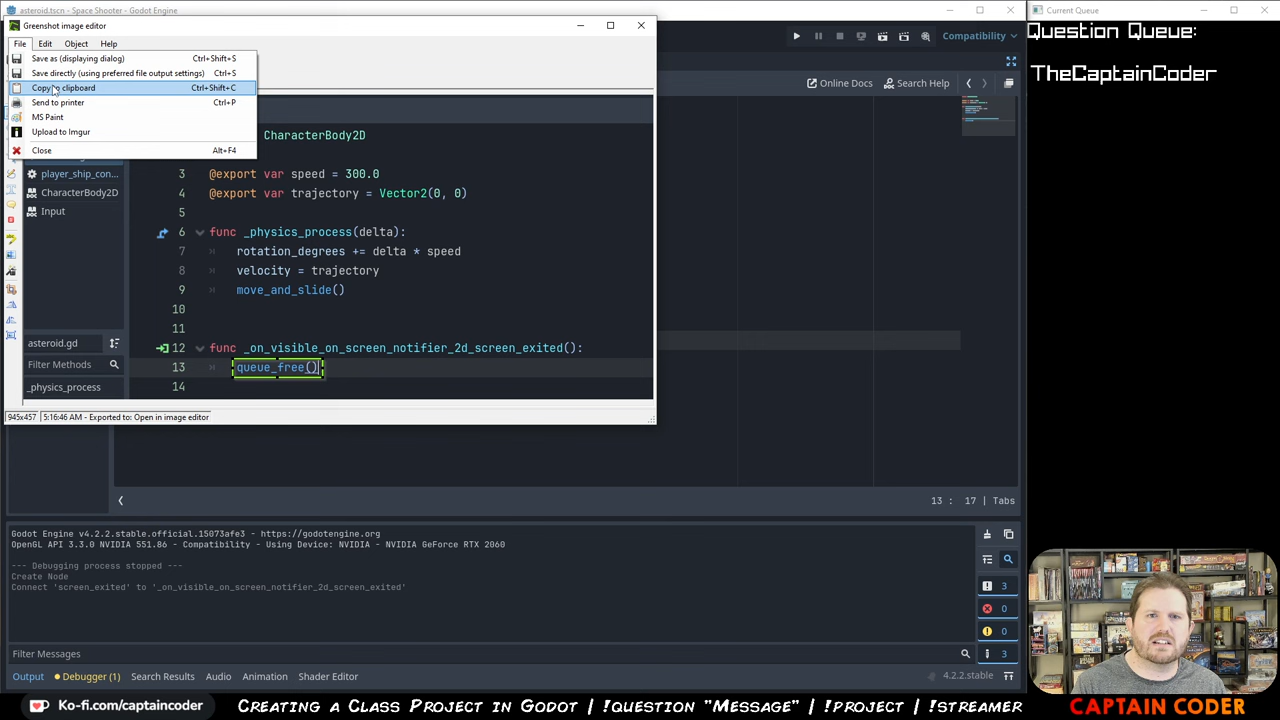 asteroid.tscn - Space Shooter - Godot Engine
Current Queue
Greenshot image editor
File Edit Object Help
Compatibility
Save as (displaying dialog) Ctrl+Shift+S
Save directly (using preferred file output settings) Ctrl+S
Copy to clipboard Ctrl+Shift+C
Send to printer Ctrl+P
MS Paint
Upload to Imgur
Close Alt+F4
Online Docs Search Help
Question Queue:
TheCaptainCoder
CharacterBody2D
3 @export var speed = 300.0
4 @export var trajectory = Vector2(0, 0)
5
6 func _physics_process(delta):
7 rotation_degrees += delta * speed
8 velocity = trajectory
9 move_and_slide()
10
11
12 func _on_visible_on_screen_notifier_2d_screen_exited():
13 queue_free()
14
player_ship_con...
CharacterBody2D
Input
asteroid.gd
Filter Methods
_physics_process
945x457 5:16:46 AM - Exported to: Open in image editor
13 : 17 | Tabs
Godot Engine v4.2.2.stable.official.15073afe3 - https://godotengine.org
OpenGL API 3.3.0 NVIDIA 551.86 - Compatibility - Using Device: NVIDIA - NVIDIA GeForce RTX 2060
--- Debugging process stopped ---
Create Node
Connect 'screen_exited' to '_on_visible_on_screen_notifier_2d_screen_exited'
3
0
0
3
Filter Messages
Output Debugger (1) Search Results Audio Animation Shader Editor
4.2.2.stable
Ko-fi.com/captaincoder
Creating a Class Project in Godot | !question "Message" | !project | !streamer
CAPTAIN CODER